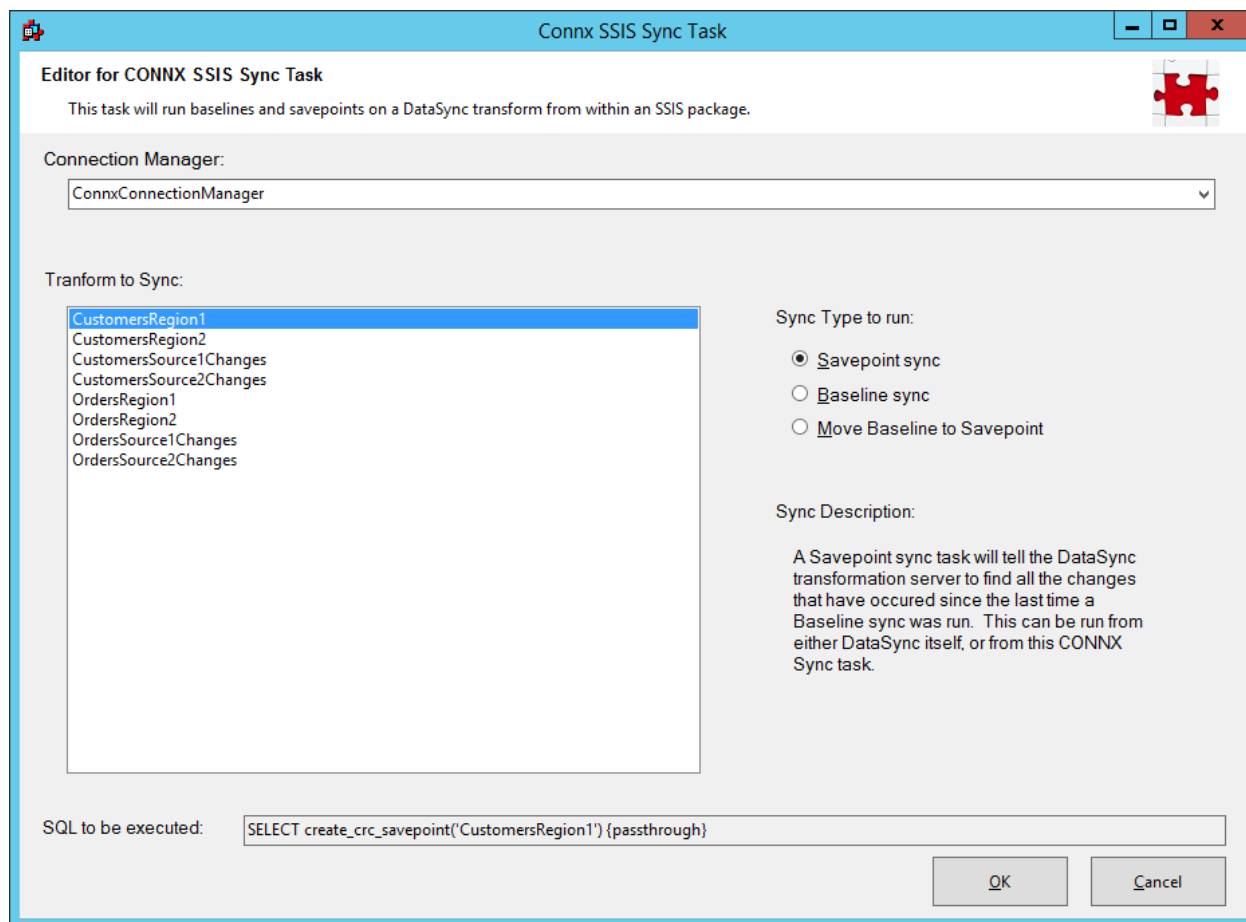 Connx SSIS Sync Task
Editor for CONNX SSIS Sync Task
This task will run baselines and savepoints on a DataSync transform from within an SSIS package.
Connection Manager:
ConnxConnectionManager
Tranform to Sync:
CustomersRegion1
CustomersRegion2
CustomersSource1Changes
CustomersSource2Changes
OrdersRegion1
OrdersRegion2
OrdersSource1Changes
OrdersSource2Changes
Sync Type to run:
Savepoint sync
Baseline sync
Move Baseline to Savepoint
Sync Description:
A Savepoint sync task will tell the DataSync
transformation server to find all the changes
that have occured since the last time a
Baseline sync was run.  This can be run from
either DataSync itself, or from this CONNX
Sync task.
SQL to be executed:
SELECT create_crc_savepoint('CustomersRegion1') {passthrough}
OK
Cancel